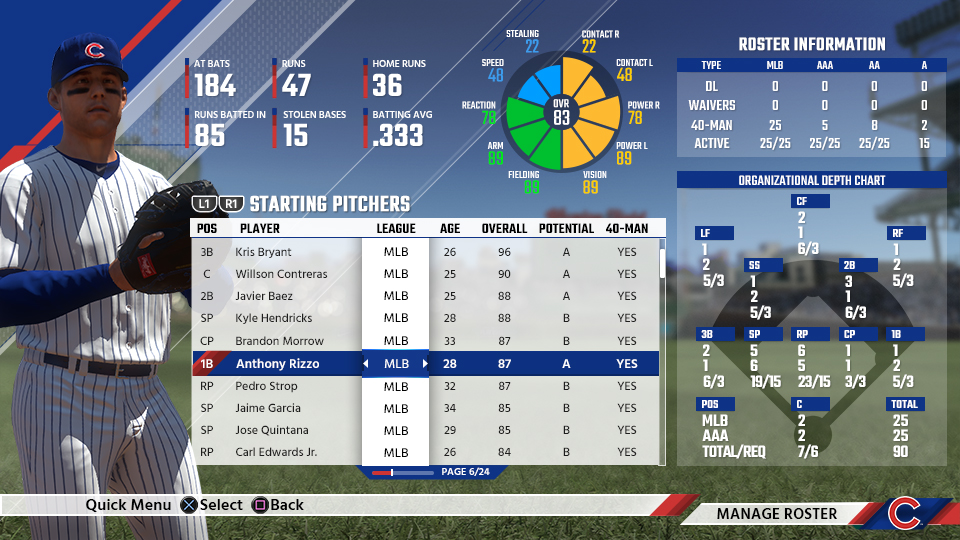 AT BATS RUNS HOME RUNS
184 47 36
RUNS BATTED IN STOLEN BASES BATTING AVG
85 15 .333
STEALING
22
CONTACT R
22
SPEED
48
CONTACT L
48
REACTION
78
POWER R
78
ARM
89
POWER L
89
FIELDING
89
VISION
89
OVR
83
ROSTER INFORMATION
TYPE MLB AAA AA A
DL 0 0 0 0
WAIVERS 0 0 0 0
40-MAN 25 5 8 2
ACTIVE 25/25 25/25 25/25 15
L1 R1 STARTING PITCHERS
POS PLAYER LEAGUE AGE OVERALL POTENTIAL 40-MAN
3B Kris Bryant MLB 26 96 A YES
C Willson Contreras MLB 25 90 A YES
2B Javier Baez MLB 25 88 A YES
SP Kyle Hendricks MLB 28 88 B YES
CP Brandon Morrow MLB 33 87 B YES
1B Anthony Rizzo MLB 28 87 A YES
RP Pedro Strop MLB 32 87 B YES
SP Jaime Garcia MLB 34 85 B YES
SP Jose Quintana MLB 29 85 B YES
RP Carl Edwards Jr. MLB 26 84 B YES
PAGE 6/24
ORGANIZATIONAL DEPTH CHART
CF
2
1
6/3
LF
1
2
5/3
RF
1
2
5/3
SS
1
2
5/3
2B
3
1
6/3
3B
2
1
6/3
SP
5
6
19/15
RP
6
5
23/15
CP
1
1
3/3
1B
1
2
5/3
POS C TOTAL
MLB 2 25
AAA 2 25
TOTAL/REQ 7/6 90
Quick Menu Select Back
MANAGE ROSTER
C